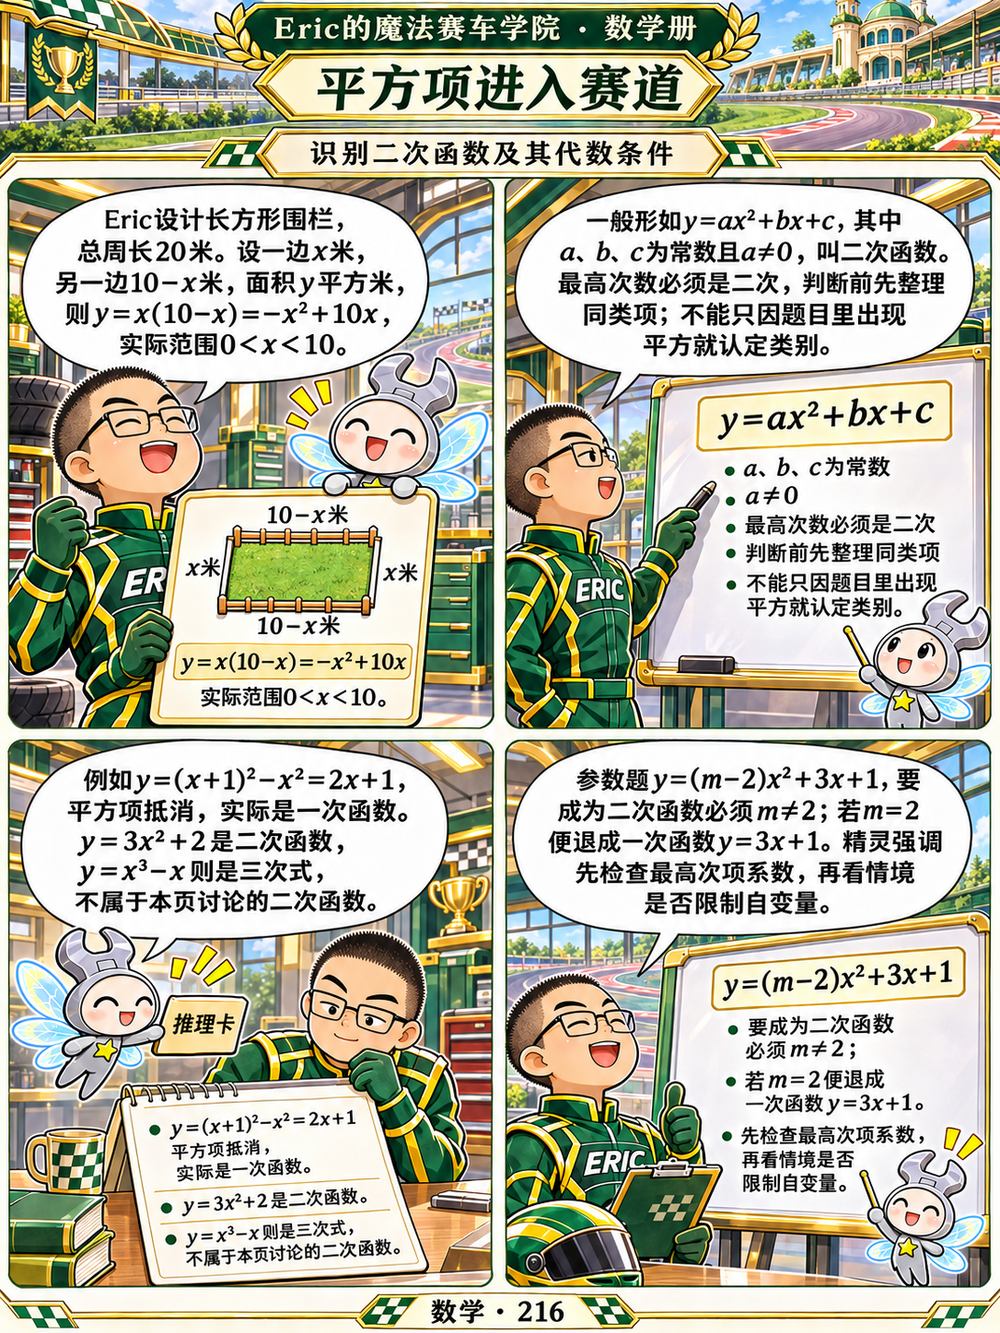 Eric的魔法赛车学院 · 数学册
平方项进入赛道
识别二次函数及其代数条件
Eric设计长方形围栏，
总周长20米。设一边x米，
另一边10−x米，面积y平方米，
则y=x(10−x)=−x²+10x，
实际范围0<x<10。
10−x米
x米
x米
10−x米
y=x(10−x)=−x²+10x
实际范围0<x<10。
ER
一般形如y=ax²+bx+c，其中
a、b、c为常数且a≠0，叫二次函数。
最高次数必须是二次，判断前先整理
同类项；不能只因题目里出现
平方就认定类别。
y=ax²+bx+c
• a、b、c为常数
• a≠0
• 最高次数必须是二次
• 判断前先整理同类项
• 不能只因题目里出现
平方就认定类别。
ERIC
例如y=(x+1)²−x²=2x+1，
平方项抵消，实际是一次函数。
y=3x²+2是二次函数，
y=x³−x则是三次式，
不属于本页讨论的二次函数。
推理卡
• y=(x+1)²−x²=2x+1
平方项抵消，
实际是一次函数。
• y=3x²+2是二次函数。
• y=x³−x则是三次式，
不属于本页讨论的二次函数。
参数题y=(m−2)x²+3x+1，要
成为二次函数必须m≠2；若m=2
便退成一次函数y=3x+1。精灵强调
先检查最高次项系数，再看情境
是否限制自变量。
y=(m−2)x²+3x+1
• 要成为二次函数
必须m≠2；
• 若m=2便退成
一次函数y=3x+1。
• 先检查最高次项系数，
再看情境是否
限制自变量。
ERIC
数学 · 216